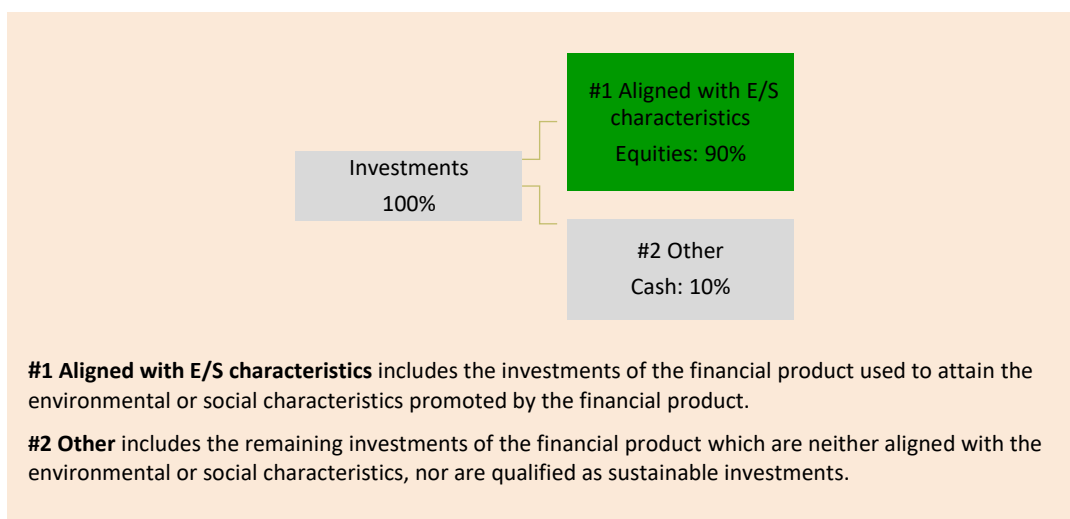 #1 Aligned with E/S
characteristics
Equities: 90%
Investments
100%
#2 Other
Cash: 10%
#1 Aligned with E/S characteristics includes the investments of the financial product used to attain the
environmental or social characteristics promoted by the financial product.
#2 Other includes the remaining investments of the financial product which are neither aligned with the
environmental or social characteristics, nor are qualified as sustainable investments.